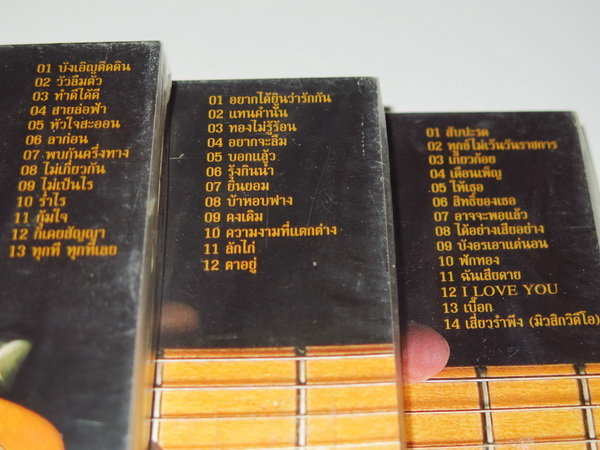 01 บังเอิญติดดิน
02 วัวลืมตัว
03 ทำดีได้ดี
04 สายล่อฟ้า
05 หัวใจสะออน
06 ลาก่อน
07 พบกันครึ่งทาง
08 ไม่เกี่ยวกัน
09 ไม่เป็นไร
10 ร่ำไร
11 กุ้มใจ
12 ก็เคยสัญญา
13 ทุกที ทุกที่เลย
01 อยากได้ยินว่ารักกัน
02 แทนคำนั้น
03 ทองไม่รู้ร้อน
04 อยากจะลืม
05 บอกแล้ว
06 รุ้งกินน้ำ
07 ยินยอม
08 บ้าหอบฟาง
09 คงเดิม
10 ความงามที่แตกต่าง
11 ลักไก่
12 ตาอยู่
01 สับปะรด
02 ทุกข์ไม่เว้นวันราชการ
03 เกี่ยวก้อย
04 เดือนเพ็ญ
05 ให้เธอ
06 สิทธิ์ของเธอ
07 อาจจะพอแล้ว
08 ได้อย่างเสียอย่าง
09 บังอรเอาแต่นอน
10 ฟักทอง
11 ฉันเสียดาย
12 I LOVE YOU
13 เบื๊อก
14 เสี่ยวรำพึง (มิวสิกวิดีโอ)